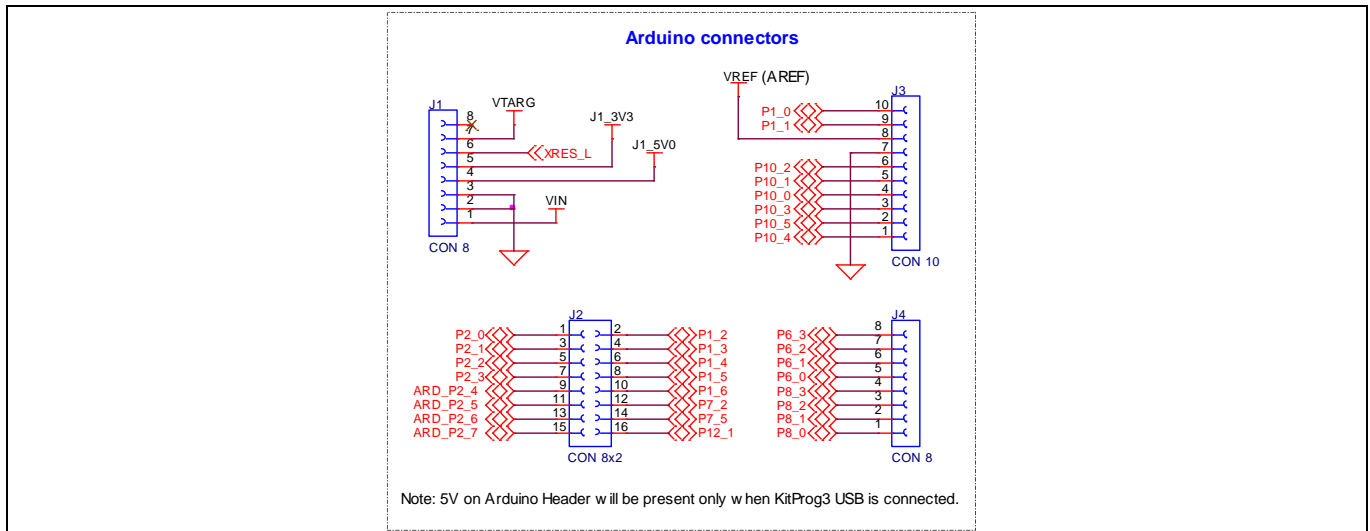 Arduino connectors
J1
8
7
6
5
4
3
2
1
CON 8
VTARG
J1_3V3
XRES_L
J1_5V0
VIN
VREF (AREF)
J3
P1_0 10
P1_1 9
8
7
P10_2 6
P10_1 5
P10_0 4
P10_3 3
P10_5 2
P10_4 1
CON 10
J2
P2_0 1 2 P1_2
P2_1 3 4 P1_3
P2_2 5 6 P1_4
P2_3 7 8 P1_5
ARD_P2_4 9 10 P1_6
ARD_P2_5 11 12 P7_2
ARD_P2_6 13 14 P7_5
ARD_P2_7 15 16 P12_1
CON 8x2
J4
P6_3 8
P6_2 7
P6_1 6
P6_0 5
P8_3 4
P8_2 3
P8_1 2
P8_0 1
CON 8
Note: 5V on Arduino Header will be present only when KitProg3 USB is connected.